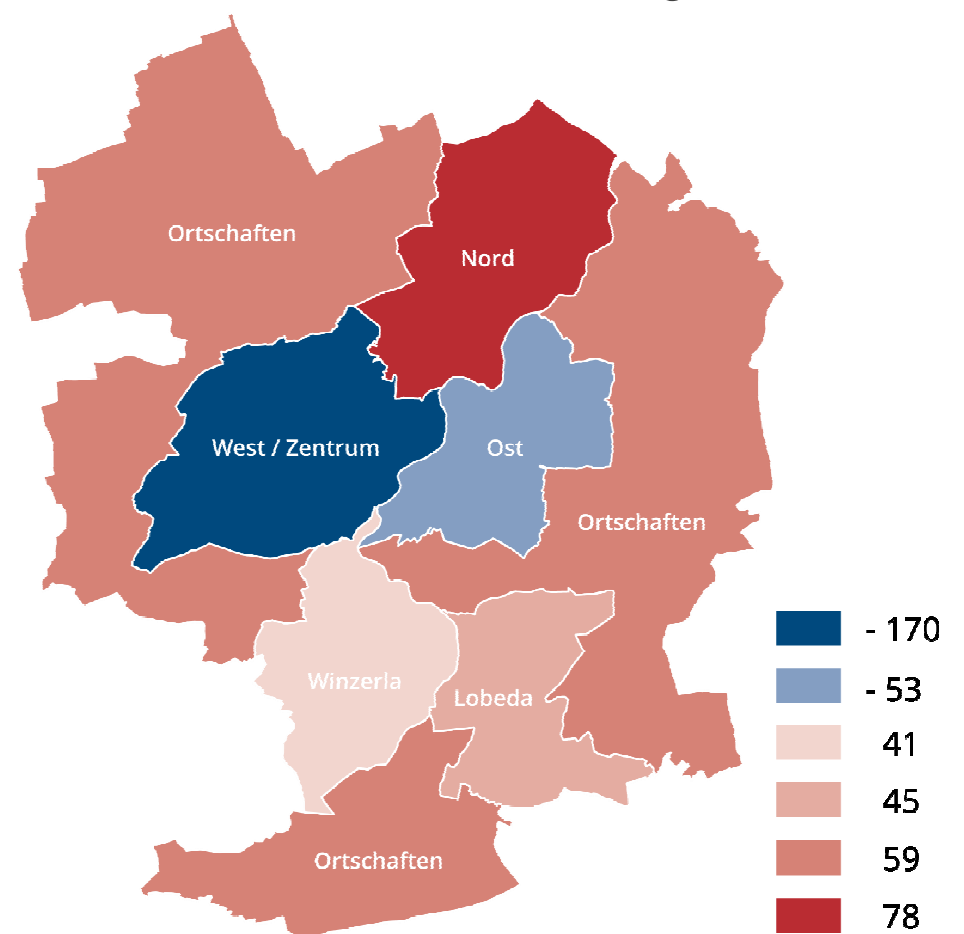 Ortschaften
Nord
West / Zentrum
Ost
Ortschaften
Winzerla
Lobeda
Ortschaften
- 170
- 53
41
45
59
78